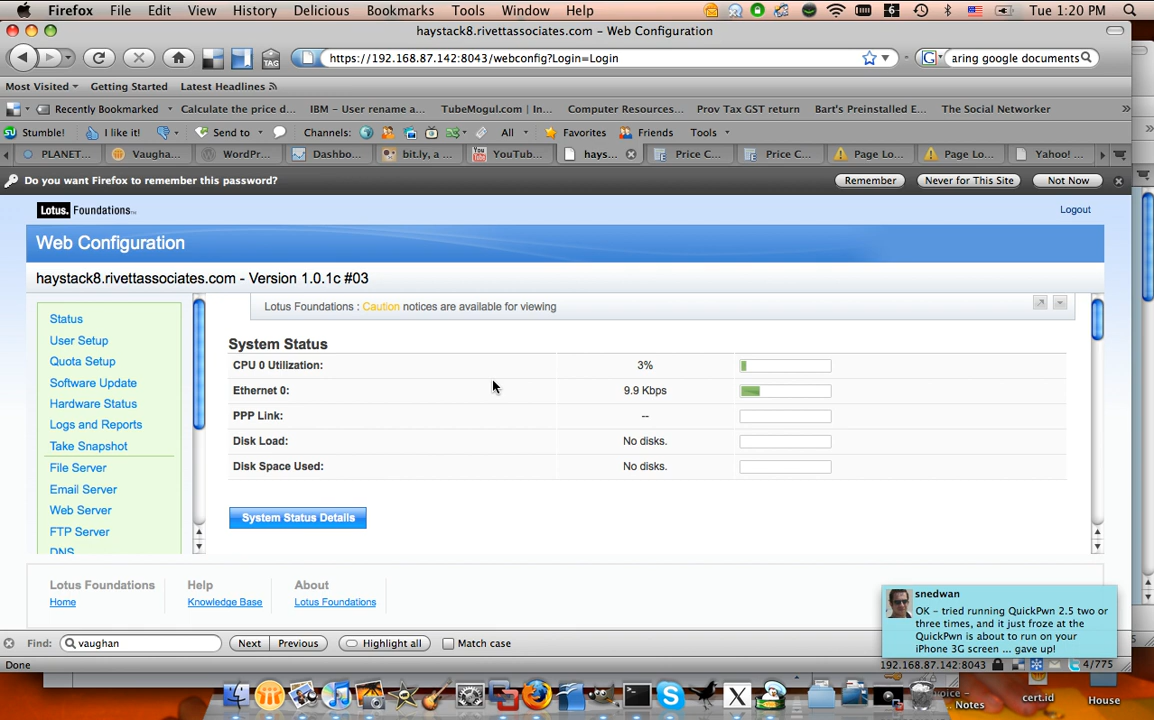 Firefox File Edit View History Delicious Bookmarks Tools Window Help 6 Tue 1:20 PM
haystack8.rivettassociates.com – Web Configuration
TAG https://192.168.87.142:8043/webconfig?Login=Login G aring google documents
Most Visited Getting Started Latest Headlines
Recently Bookmarked Calculate the price d... IBM – User rename a... TubeMogul.com | In... Computer Resources... Prov Tax GST return Bart's Preinstalled E... The Social Networker »
Stumble! I like it! Send to Channels: All Favorites Friends Tools
PLANET... Vaugha... WordPr... Dashbo... bit.ly, a ... YouTub... hays... Price C... Price C... Page Lo... Page Lo... Yahoo! ...
Do you want Firefox to remember this password? Remember Never for This Site Not Now
Lotus. Foundations™ Logout
Web Configuration
haystack8.rivettassociates.com - Version 1.0.1c #03
Lotus Foundations : Caution notices are available for viewing
Status
User Setup
Quota Setup
Software Update
Hardware Status
Logs and Reports
Take Snapshot
File Server
Email Server
Web Server
FTP Server
DNS
System Status
CPU 0 Utilization: 3%
Ethernet 0: 9.9 Kbps
PPP Link: --
Disk Load: No disks.
Disk Space Used: No disks.
System Status Details
Lotus Foundations Help About
Home Knowledge Base Lotus Foundations
snedwan
OK – tried running QuickPwn 2.5 two or
three times, and it just froze at the
QuickPwn is about to run on your
iPhone 3G screen ... gave up!
Find: vaughan Next Previous Highlight all Match case
Done 192.168.87.142:8043 4/775
Notes cert.id House